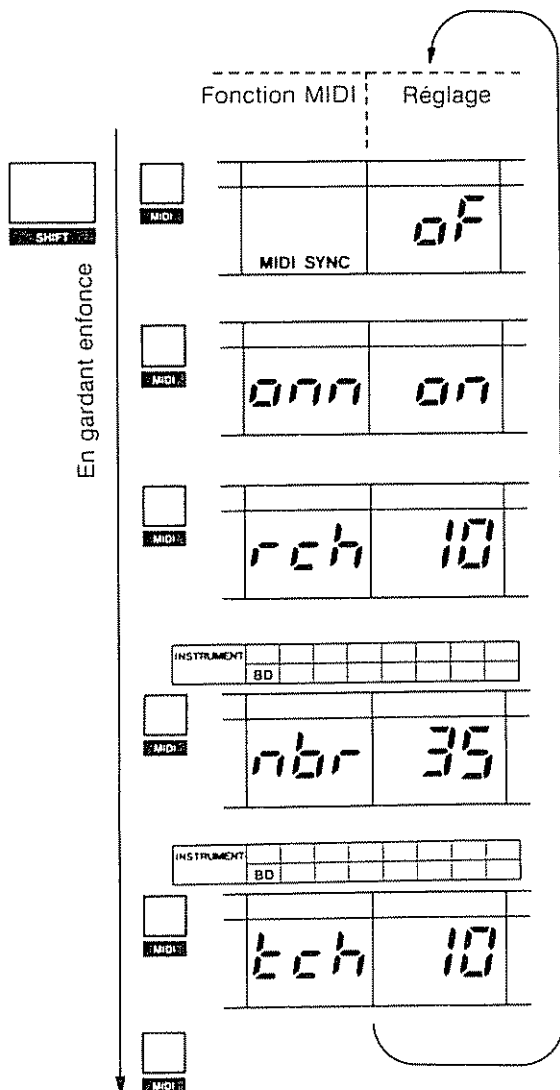 Fonction MIDI Réglage
SHIFT
En gardant enfonce
MIDI
MIDI SYNC oF
MIDI
onn on
MIDI
rch 10
INSTRUMENT
BD
MIDI
nbr 35
INSTRUMENT
BD
MIDI
tch 10
MIDI